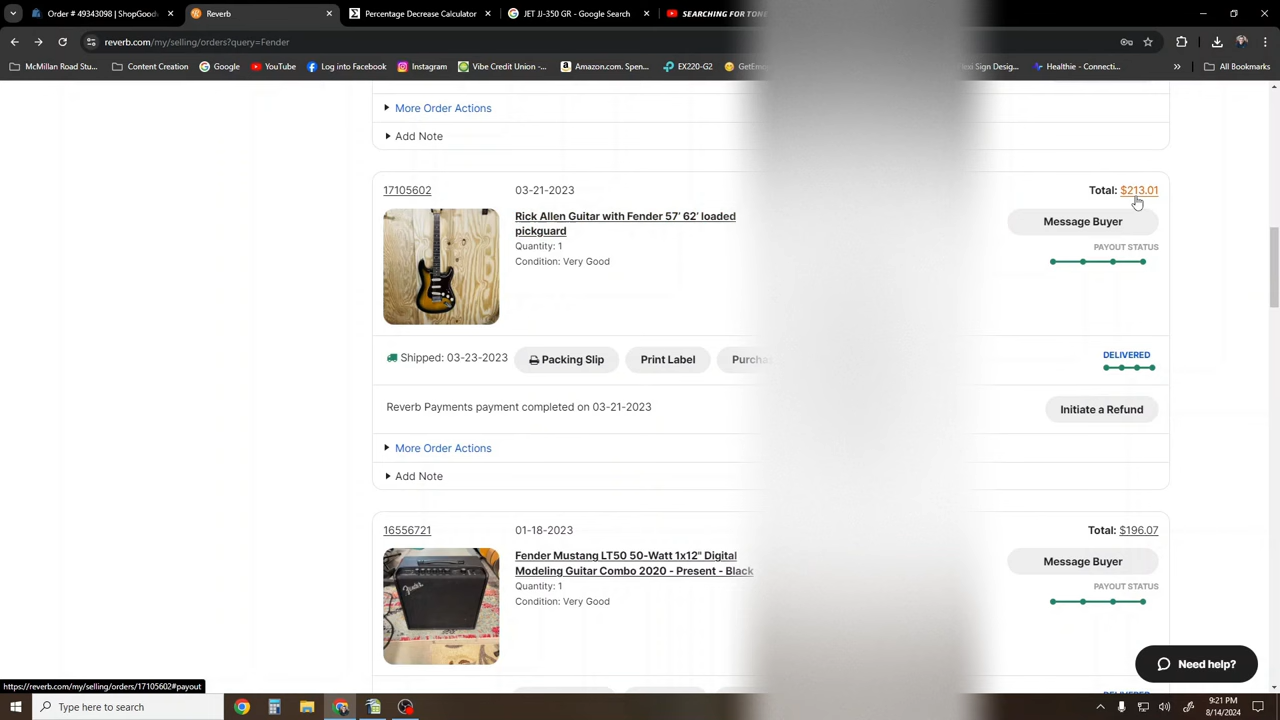 Order # 49343098 | ShopGoodw
Reverb
Percentage Decrease Calculator
JET JJ-350 GR - Google Search
SEARCHING FOR TONE
reverb.com/my/selling/orders?query=Fender
McMillan Road Stu...
Content Creation
Google
YouTube
Log into Facebook
Instagram
Vibe Credit Union -...
Amazon.com. Spen...
EX220-G2
Sign Design...
Healthie - Connecti...
All Bookmarks
More Order Actions
Add Note
17105602
03-21-2023
Total: $213.01
Rick Allen Guitar with Fender 57' 62' loaded
pickguard
Quantity: 1
Condition: Very Good
Message Buyer
PAYOUT STATUS
Shipped: 03-23-2023
Packing Slip
Print Label
DELIVERED
Reverb Payments payment completed on 03-21-2023
Initiate a Refund
More Order Actions
Add Note
16556721
01-18-2023
Total: $196.07
Fender Mustang LT50 50-Watt 1x12" Digital
Modeling Guitar Combo 2020 - Present - Black
Quantity: 1
Condition: Very Good
Message Buyer
PAYOUT STATUS
Fender
Need help?
https://reverb.com/my/selling/orders/17105602#payout
Type here to search
9:21 PM
8/14/2024